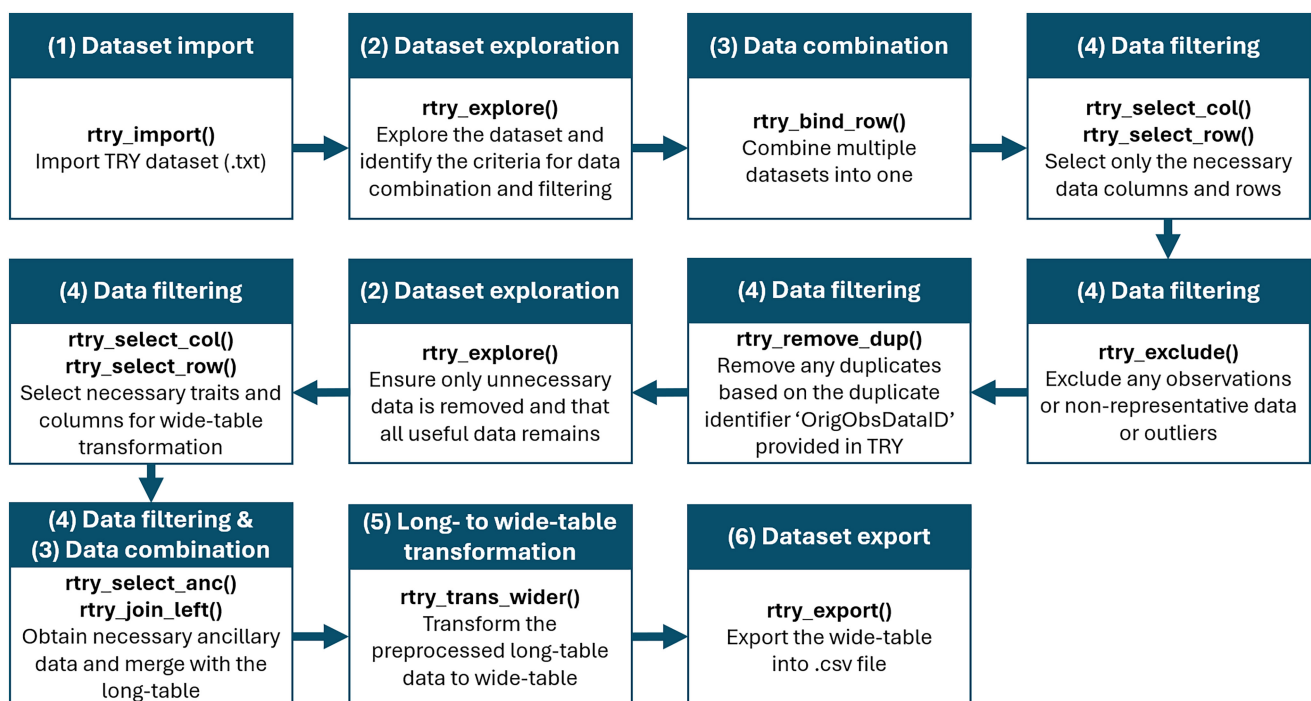 (1) Dataset import
rtry_import()
Import TRY dataset (.txt)
(2) Dataset exploration
rtry_explore()
Explore the dataset and
identify the criteria for data
combination and filtering
(3) Data combination
rtry_bind_row()
Combine multiple
datasets into one
(4) Data filtering
rtry_select_col()
rtry_select_row()
Select only the necessary
data columns and rows
(4) Data filtering
rtry_exclude()
Exclude any observations
or non-representative data
or outliers
(4) Data filtering
rtry_remove_dup()
Remove any duplicates
based on the duplicate
identifier ‘OrigObsDataID’
provided in TRY
(2) Dataset exploration
rtry_explore()
Ensure only unnecessary
data is removed and that
all useful data remains
(4) Data filtering
rtry_select_col()
rtry_select_row()
Select necessary traits and
columns for wide-table
transformation
(4) Data filtering &
(3) Data combination
rtry_select_anc()
rtry_join_left()
Obtain necessary ancillary
data and merge with the
long-table
(5) Long- to wide-table
transformation
rtry_trans_wider()
Transform the
preprocessed long-table
data to wide-table
(6) Dataset export
rtry_export()
Export the wide-table
into .csv file